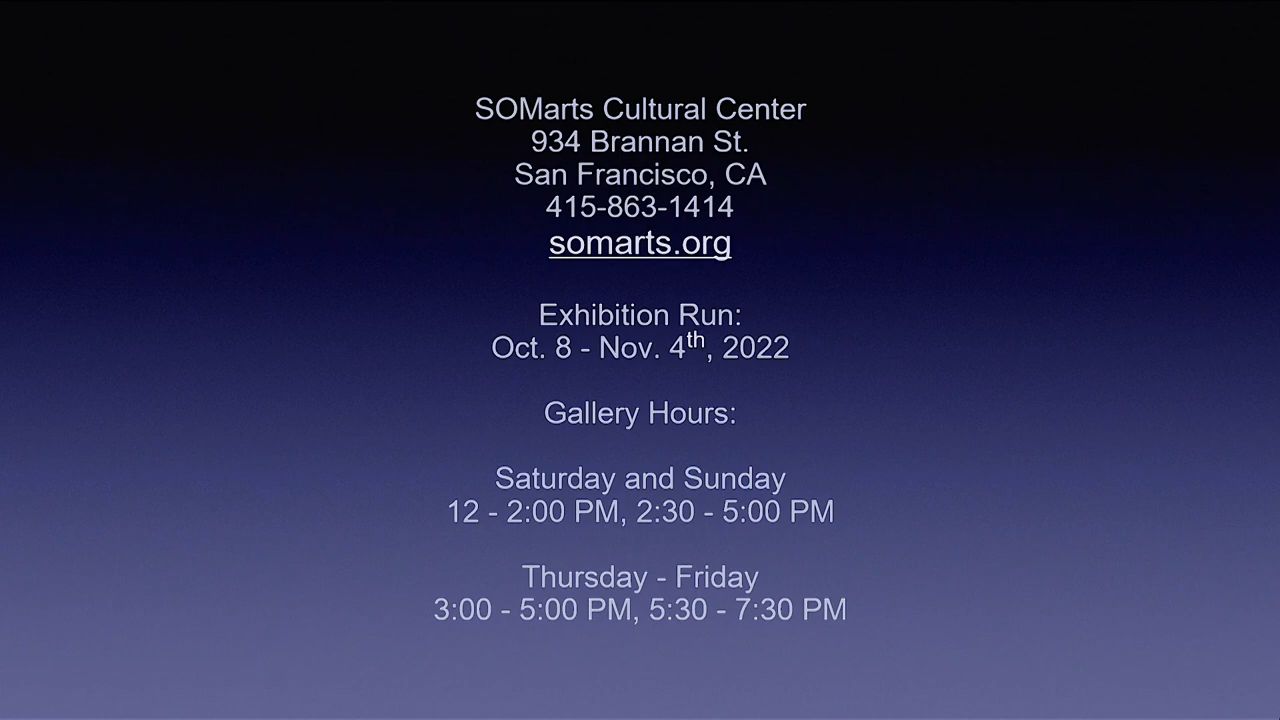 SOMarts Cultural Center
934 Brannan St.
San Francisco, CA
415-863-1414
somarts.org
Exhibition Run:
Oct. 8 - Nov. 4th, 2022
Gallery Hours:
Saturday and Sunday
12 - 2:00 PM, 2:30 - 5:00 PM
Thursday - Friday
3:00 - 5:00 PM, 5:30 - 7:30 PM